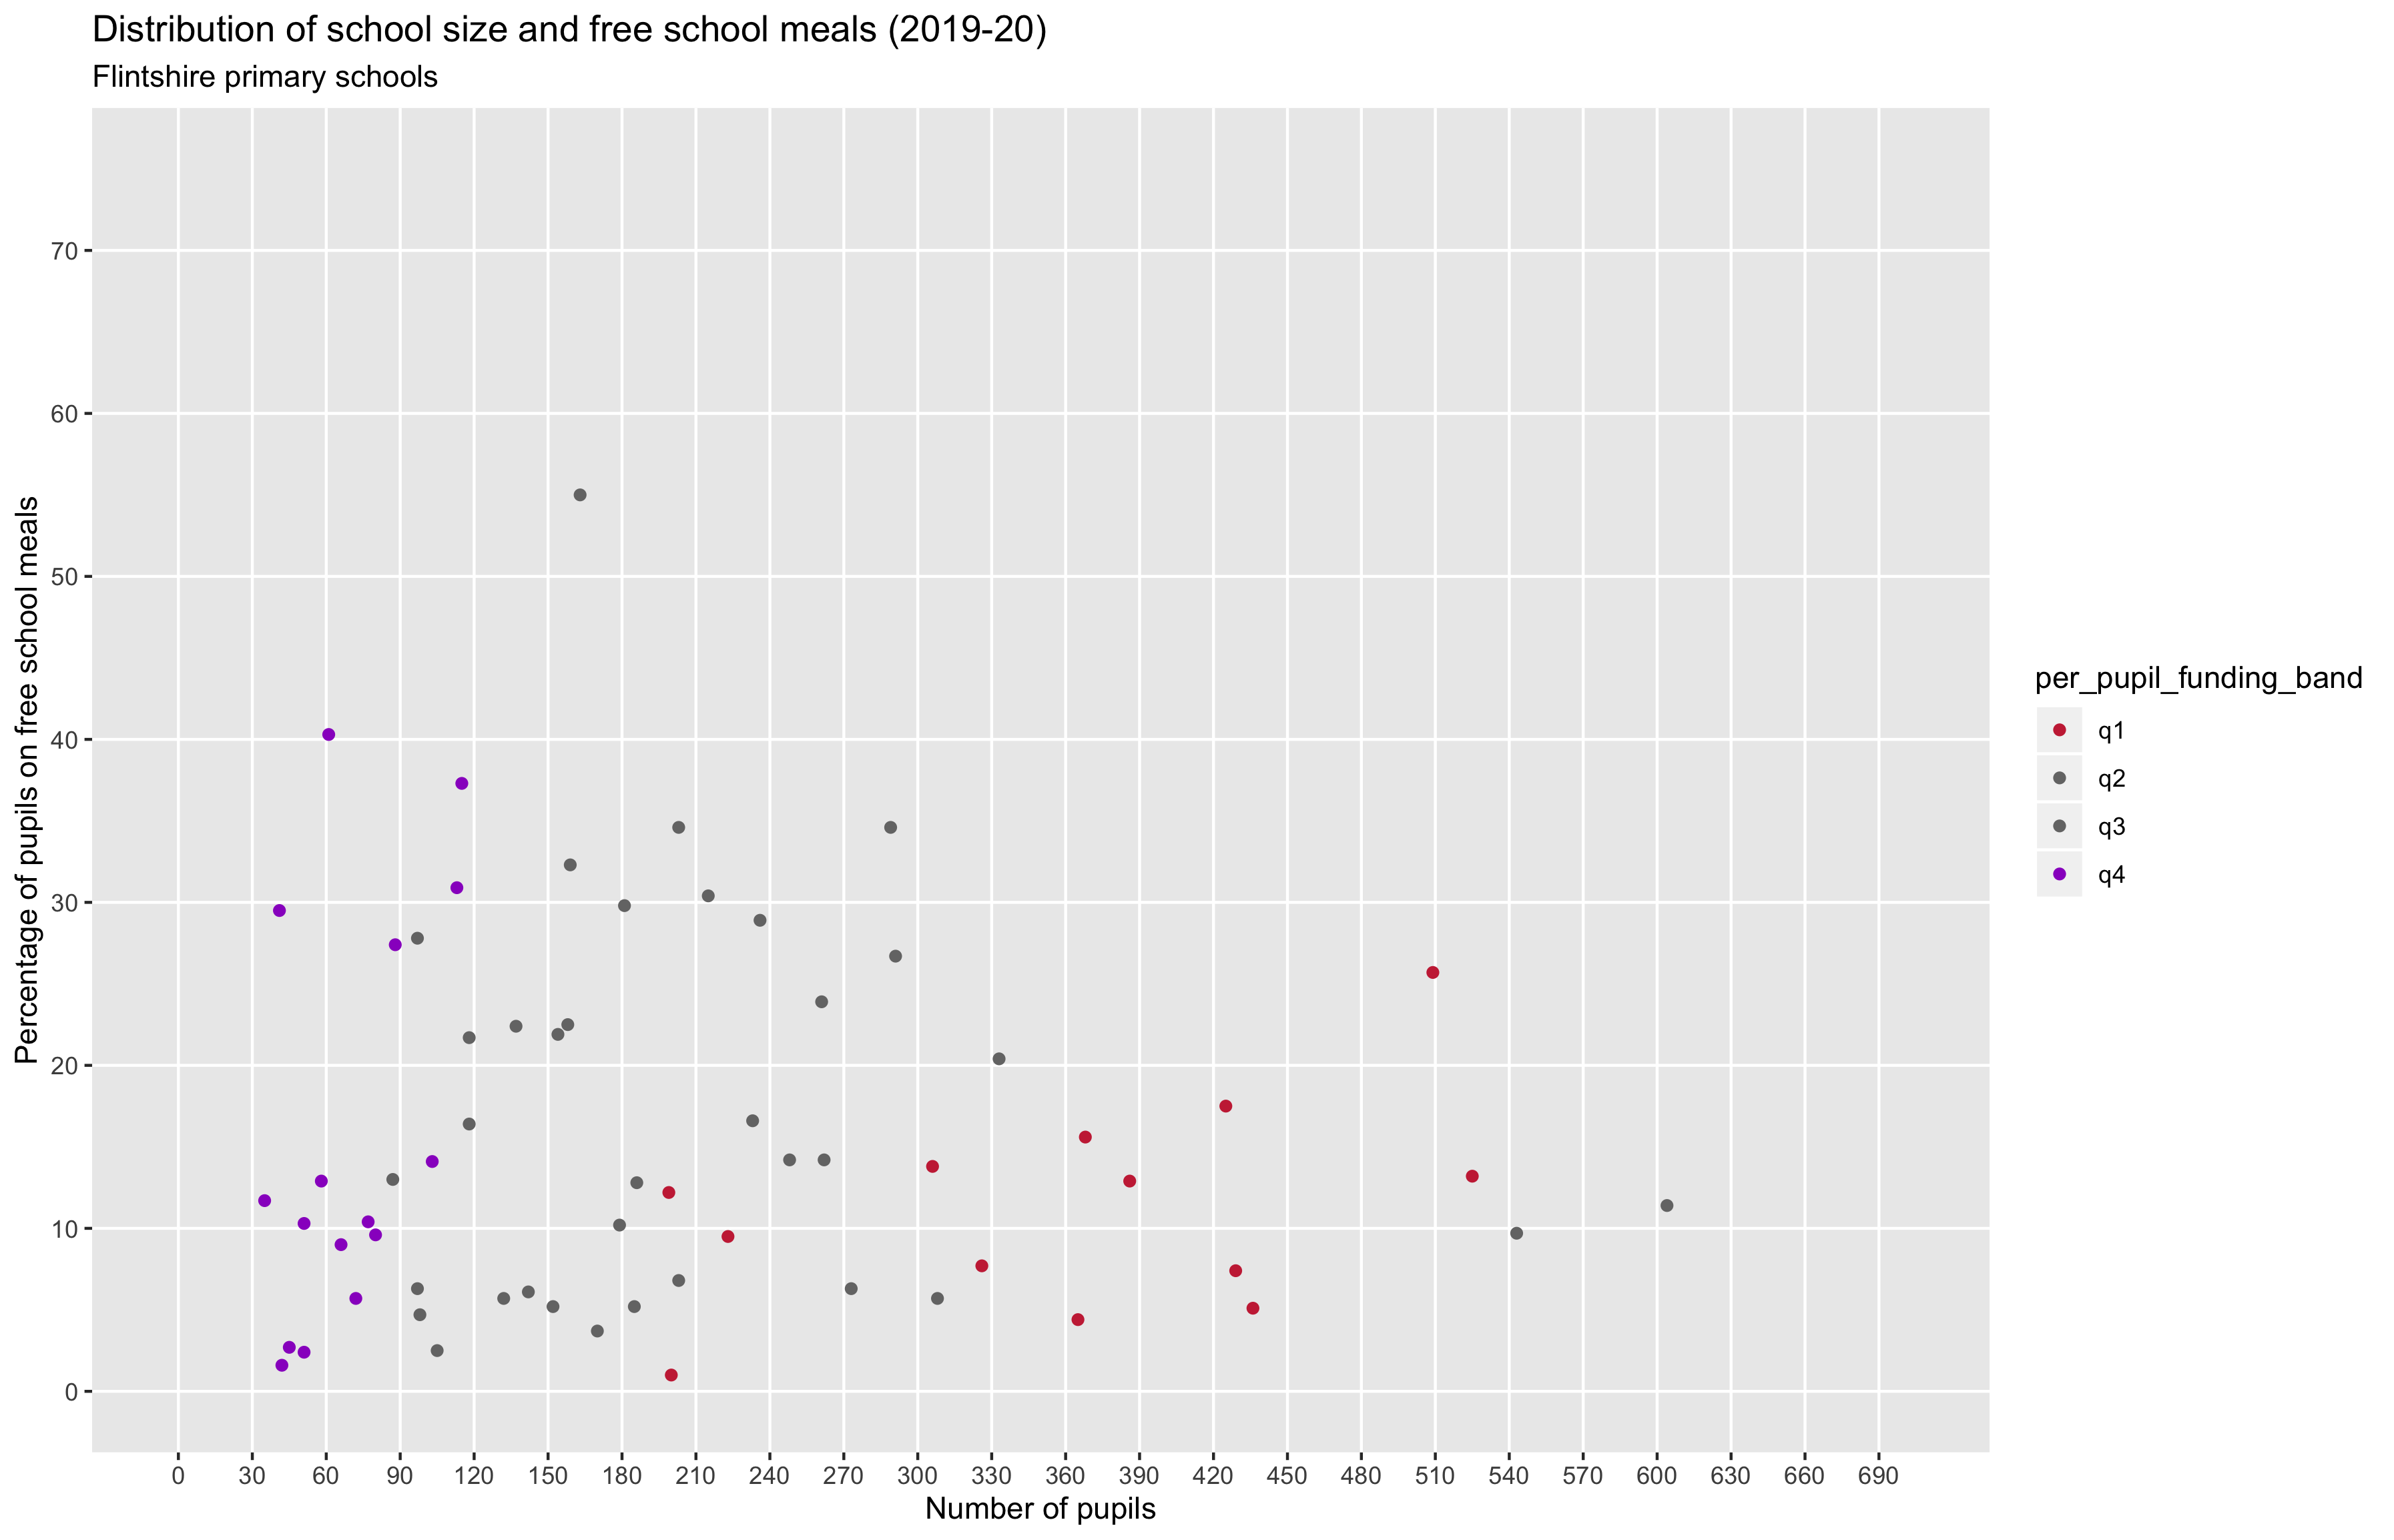 Distribution of school size and free school meals (2019-20)
Flintshire primary schools
Percentage of pupils on free school meals
70
60
50
40
30
20
10
0
0 30 60 90 120 150 180 210 240 270 300 330 360 390 420 450 480 510 540 570 600 630 660 690
Number of pupils
per_pupil_funding_band
q1
q2
q3
q4